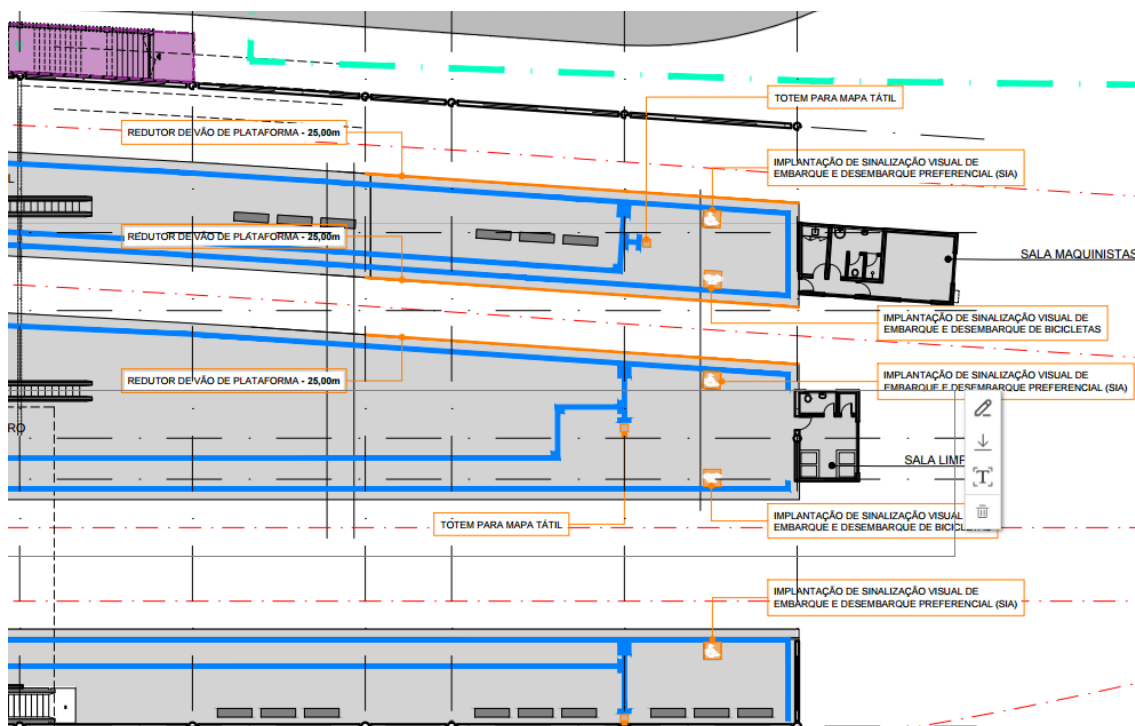 TOTEM PARA MAPA TÁTIL
REDUTOR DE VÃO DE PLATAFORMA - 25,00m
IMPLANTAÇÃO DE SINALIZAÇÃO VISUAL DE
EMBARQUE E DESEMBARQUE PREFERENCIAL (SIA)
REDUTOR DE VÃO DE PLATAFORMA - 25,00m
SALA MAQUINISTAS
IMPLANTAÇÃO DE SINALIZAÇÃO VISUAL DE
EMBARQUE E DESEMBARQUE DE BICICLETAS
REDUTOR DE VÃO DE PLATAFORMA - 25,00m
IMPLANTAÇÃO DE SINALIZAÇÃO VISUAL DE
EMBARQUE E DESEMBARQUE PREFERENCIAL (SIA)
RO
SALA LIMP
TOTEM PARA MAPA TÁTIL
IMPLANTAÇÃO DE SINALIZAÇÃO VISUAL
EMBARQUE E DESEMBARQUE DE
IMPLANTAÇÃO DE SINALIZAÇÃO VISUAL DE
EMBARQUE E DESEMBARQUE PREFERENCIAL (SIA)